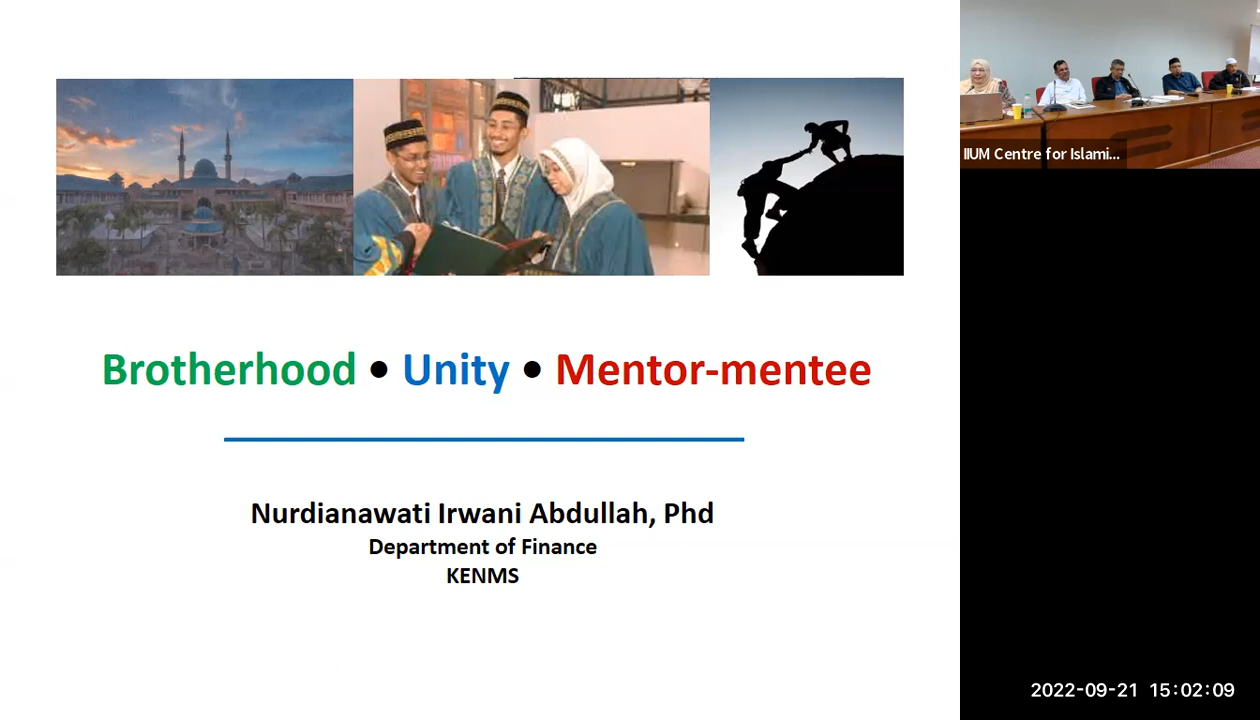 Brotherhood • Unity • Mentor-mentee
Nurdianawati Irwani Abdullah, Phd
Department of Finance
KENMS
IIUM Centre for Islami...
2022-09-21 15:02:09